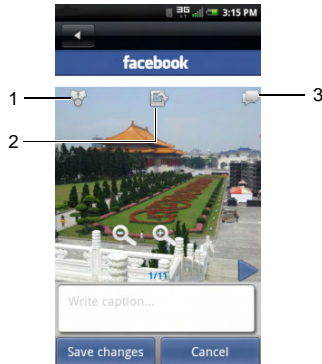 3G 3:15 PM
facebook
1
2
3
1/11
Write caption...
Save changes
Cancel